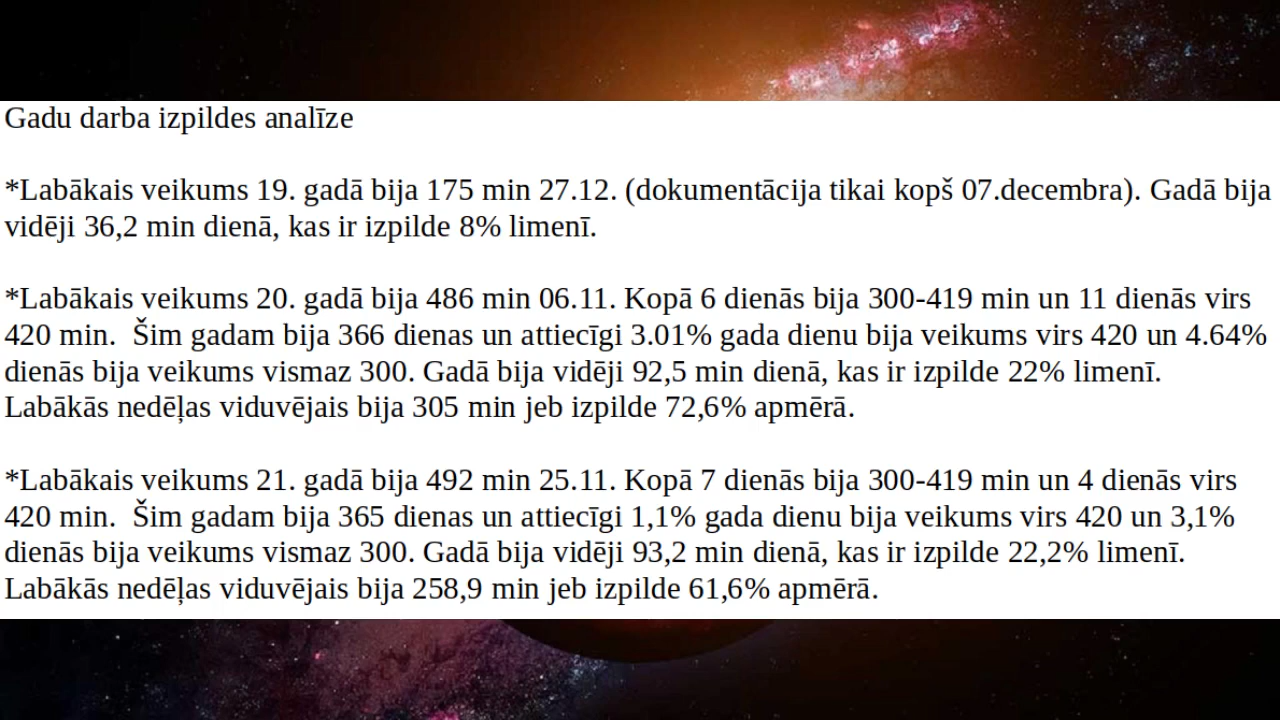 Gadu darba izpildes analīze
*Labākais veikums 19. gadā bija 175 min 27.12. (dokumentācija tikai kopš 07.decembra). Gadā bija
vidēji 36,2 min dienā, kas ir izpilde 8% limenī.
*Labākais veikums 20. gadā bija 486 min 06.11. Kopā 6 dienās bija 300-419 min un 11 dienās virs
420 min.  Šim gadam bija 366 dienas un attiecīgi 3.01% gada dienu bija veikums virs 420 un 4.64%
dienās bija veikums vismaz 300. Gadā bija vidēji 92,5 min dienā, kas ir izpilde 22% limenī.
Labākās nedēļas viduvējais bija 305 min jeb izpilde 72,6% apmērā.
*Labākais veikums 21. gadā bija 492 min 25.11. Kopā 7 dienās bija 300-419 min un 4 dienās virs
420 min.  Šim gadam bija 365 dienas un attiecīgi 1,1% gada dienu bija veikums virs 420 un 3,1%
dienās bija veikums vismaz 300. Gadā bija vidēji 93,2 min dienā, kas ir izpilde 22,2% limenī.
Labākās nedēļas viduvējais bija 258,9 min jeb izpilde 61,6% apmērā.